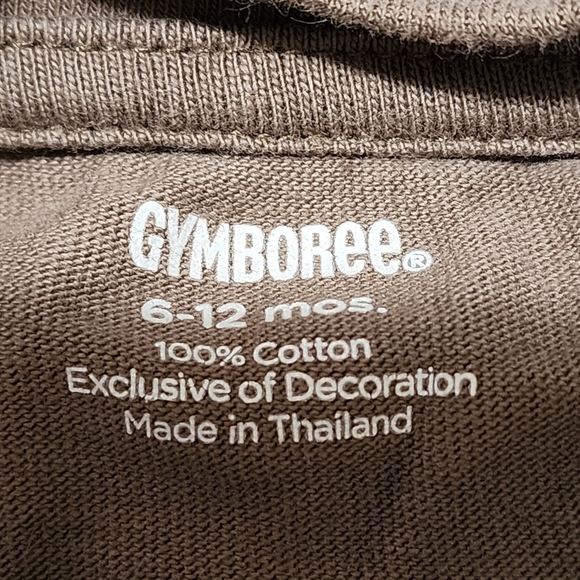 GYMBOREE®
6-12 mos.
100% Cotton
Exclusive of Decoration
Made in Thailand